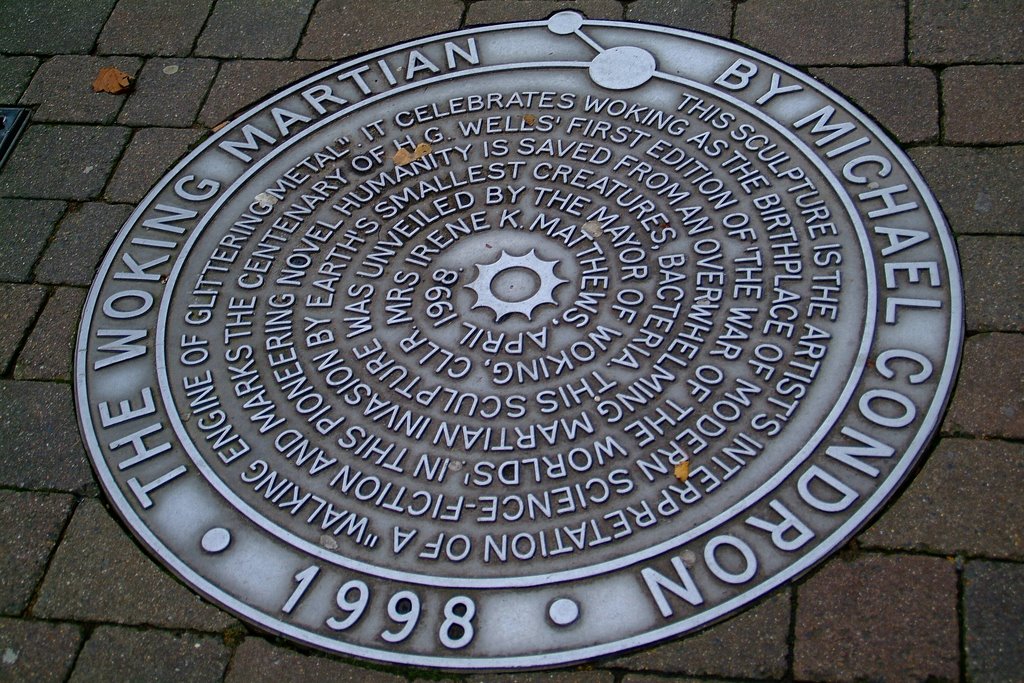 THE WOKING MARTIAN
BY MICHAEL CONDRON
1998
THIS SCULPTURE IS THE ARTIST'S INTERPRETATION OF A "WALKING ENGINE OF GLITTERING METAL". IT CELEBRATES WOKING AS THE BIRTHPLACE OF MODERN SCIENCE-FICTION AND MARKS THE CENTENARY OF H.G. WELLS' FIRST EDITION OF 'THE WAR OF THE WORLDS'. IN THIS PIONEERING NOVEL HUMANITY IS SAVED FROM AN OVERWHELMING MARTIAN INVASION BY EARTH'S SMALLEST CREATURES, BACTERIA. THIS SCULPTURE WAS UNVEILED BY THE MAYOR OF WOKING, CLLR. MRS IRENE K. MATTHEWS. APRIL 1998